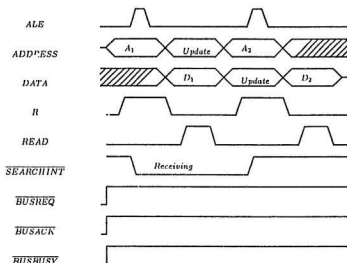 ALE
ADDRESS A1 Update A2
DATA D1 Update D2
R
READ
SEARCHINT Receiving
BUSREQ
BUSACK
BUSBUSY